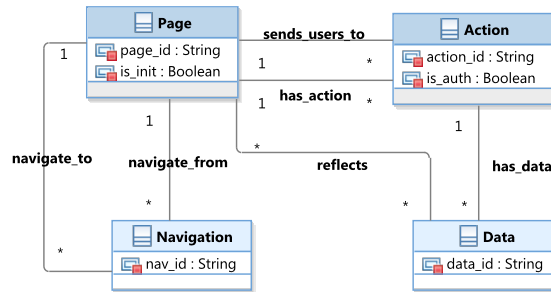 Page
page_id : String
is_init : Boolean
sends_users_to
1
*
has_action
1
*
Action
action_id : String
is_auth : Boolean
1
navigate_to
*
1
navigate_from
*
*
reflects
*
1
has_data
*
Navigation
nav_id : String
Data
data_id : String